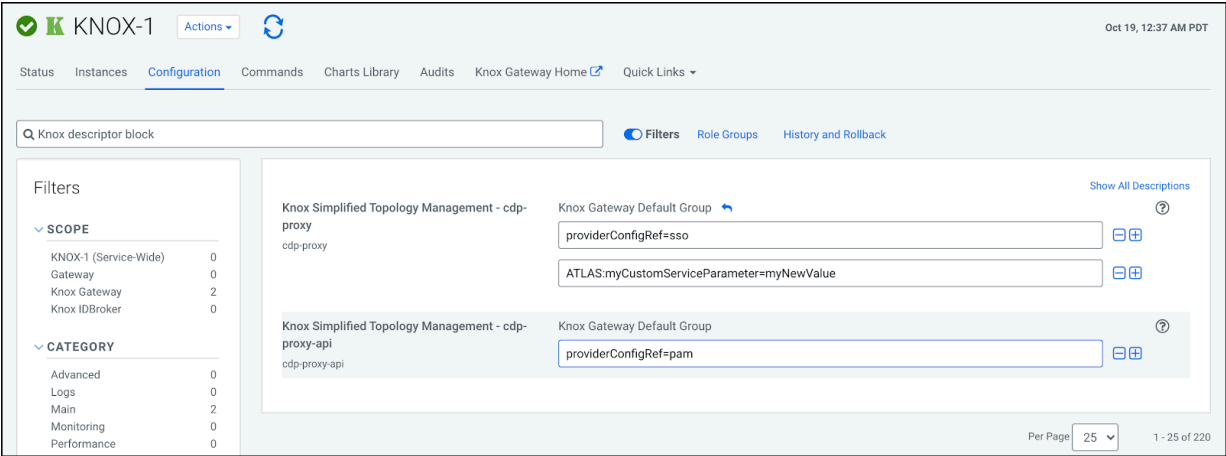 KNOX-1 Actions
Oct 19, 12:37 AM PDT
Status Instances Configuration Commands Charts Library Audits Knox Gateway Home Quick Links
Knox descriptor block
Filters Role Groups History and Rollback
Filters
SCOPE
KNOX-1 (Service-Wide) 0
Gateway 0
Knox Gateway 2
Knox IDBroker 0
CATEGORY
Advanced 0
Logs 0
Main 2
Monitoring 0
Performance 0
Show All Descriptions
Knox Simplified Topology Management - cdp-
proxy
cdp-proxy
Knox Gateway Default Group
providerConfigRef=sso
ATLAS:myCustomServiceParameter=myNewValue
Knox Simplified Topology Management - cdp-
proxy-api
cdp-proxy-api
Knox Gateway Default Group
providerConfigRef=pam
Per Page 25 1 - 25 of 220